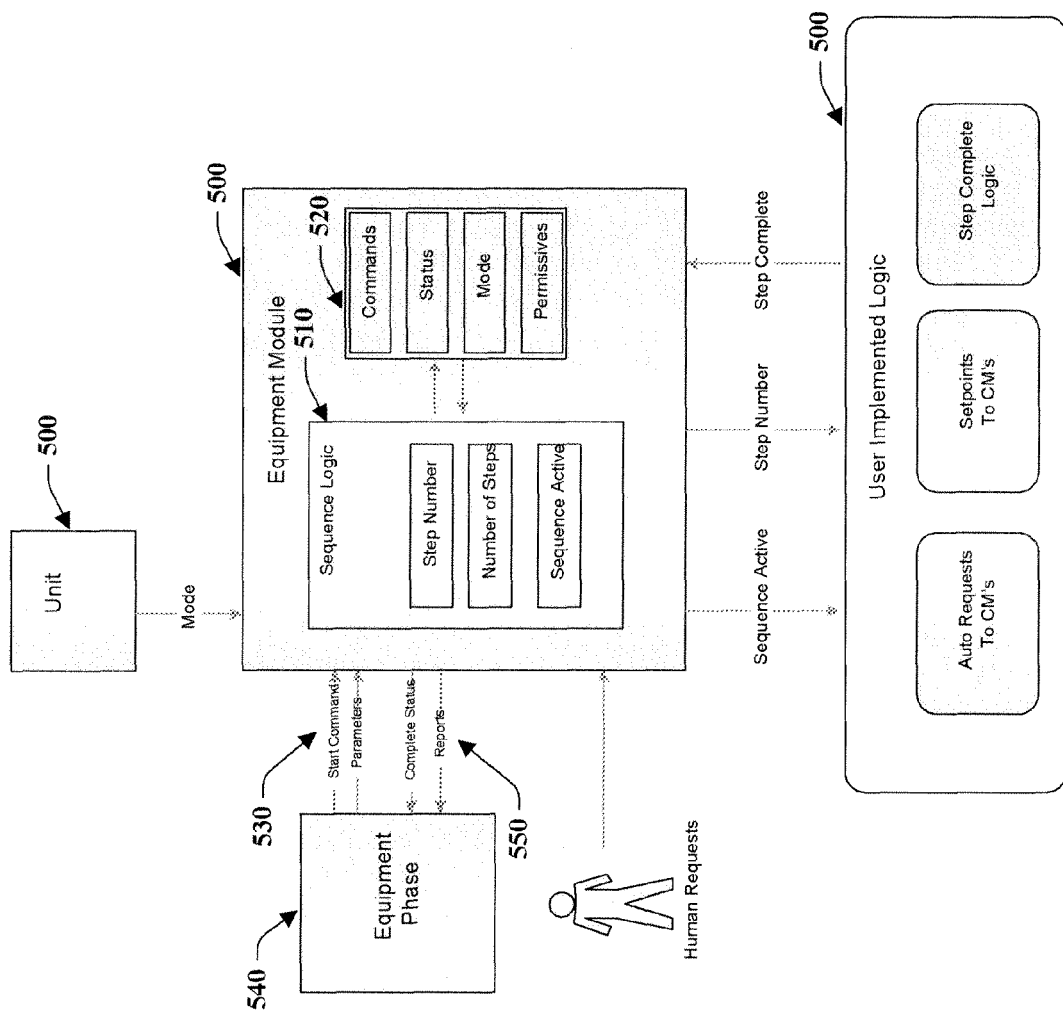 500
Unit
Mode
500
Equipment Module
510
520
Sequence Logic
Step Number
Number of Steps
Sequence Active
Commands
Status
Mode
Permissives
530
Start Command
Parameters
Complete Status
Reports
550
540
Equipment
Phase
Human Requests
Sequence Active
Step Number
Step Complete
500
User Implemented Logic
Auto Requests
To CM's
Setpoints
To CM's
Step Complete
Logic